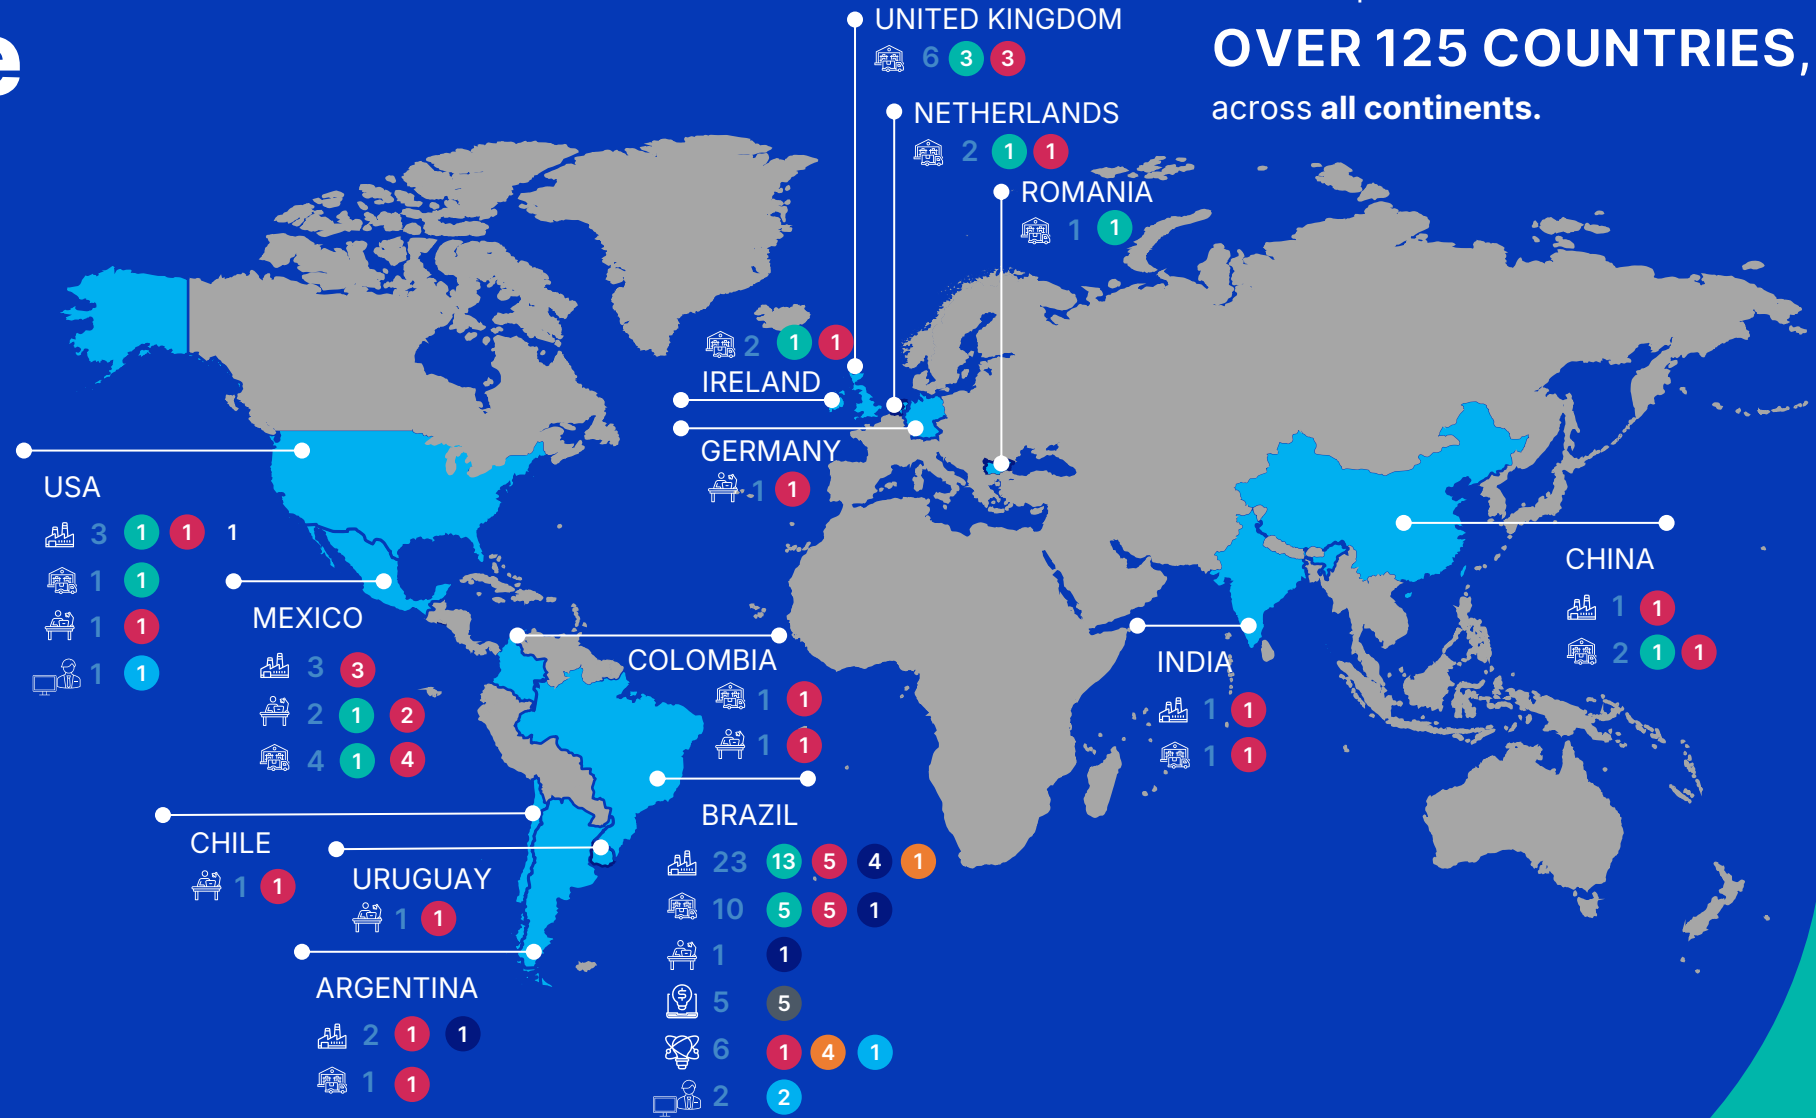 e
OVER 125 COUNTRIES,
across all continents.
UNITED KINGDOM
6 3 3
NETHERLANDS
2 1 1
ROMANIA
1 1
2 1 1
IRELAND
GERMANY
1 1
USA
3 1 1 1
1 1
1 1
1 1
MEXICO
3 3
2 1 2
4 1 4
COLOMBIA
1 1
1 1
INDIA
1 1
1 1
CHINA
1 1
2 1 1
CHILE
1 1
URUGUAY
1 1
ARGENTINA
2 1 1
1 1
BRAZIL
23 13 5 4 1
10 5 5 1
1 1
5 5
6 1 4 1
2 2